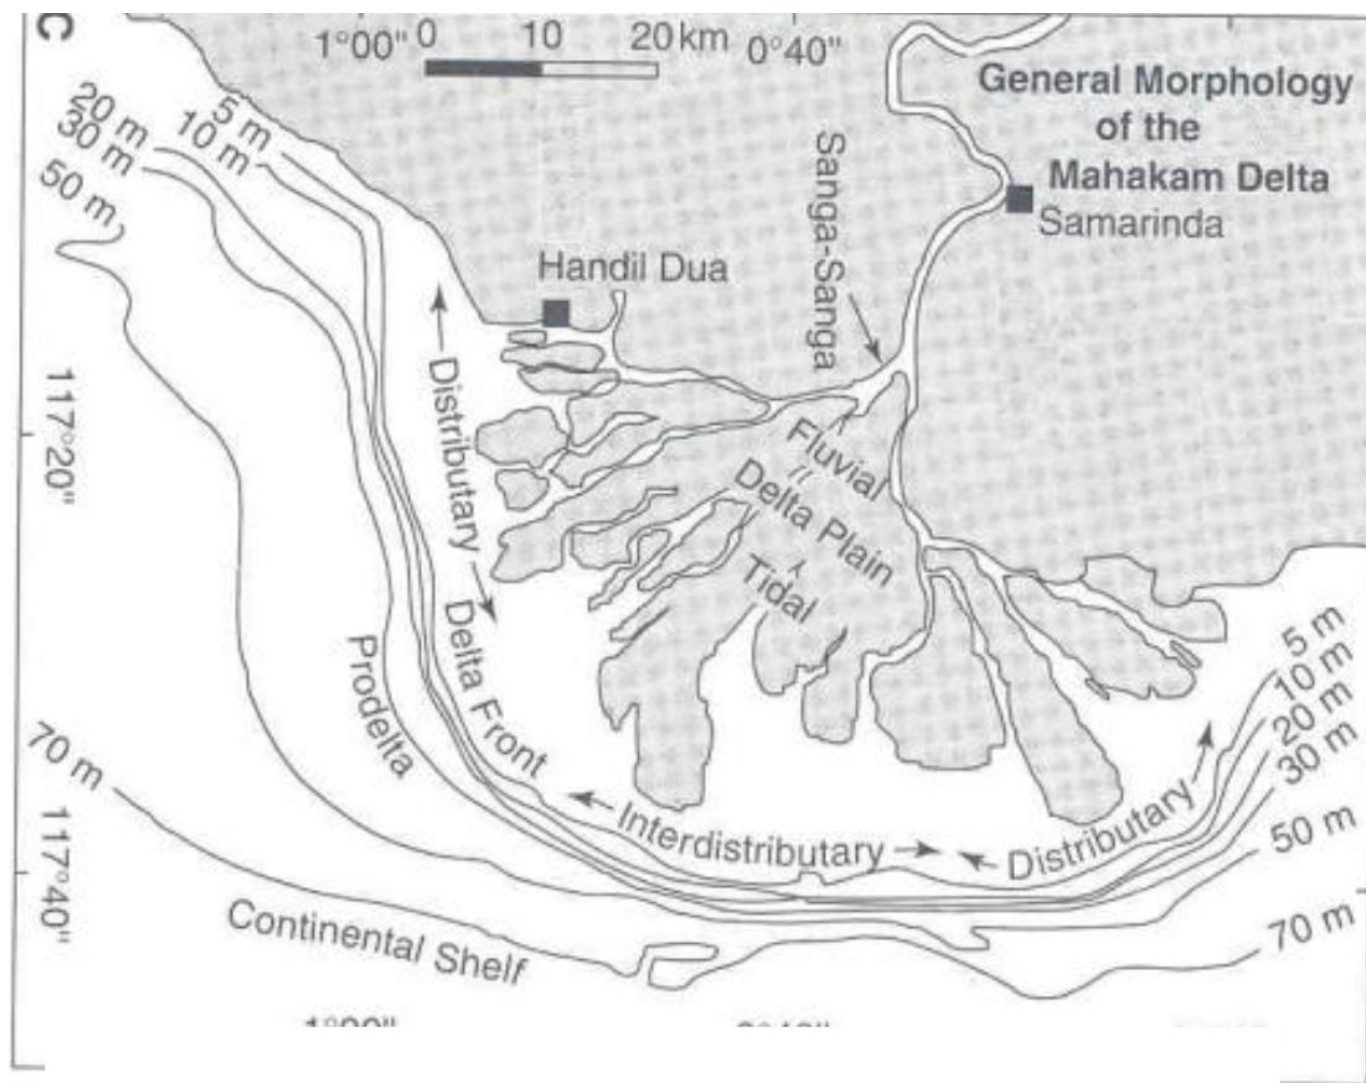 C
1°00" 0 10 20 km 0°40"
General Morphology
of the
Mahakam Delta
Samarinda
Sanga-Sanga
Handil Dua
5 m
10 m
20 m
30 m
50 m
117°20"
Distributary
Fluvial
Delta Plain
Tidal
Delta Front
Prodelta
70 m
117°40"
Interdistributary
Distributary
Continental Shelf
5 m
10 m
20 m
30 m
50 m
70 m